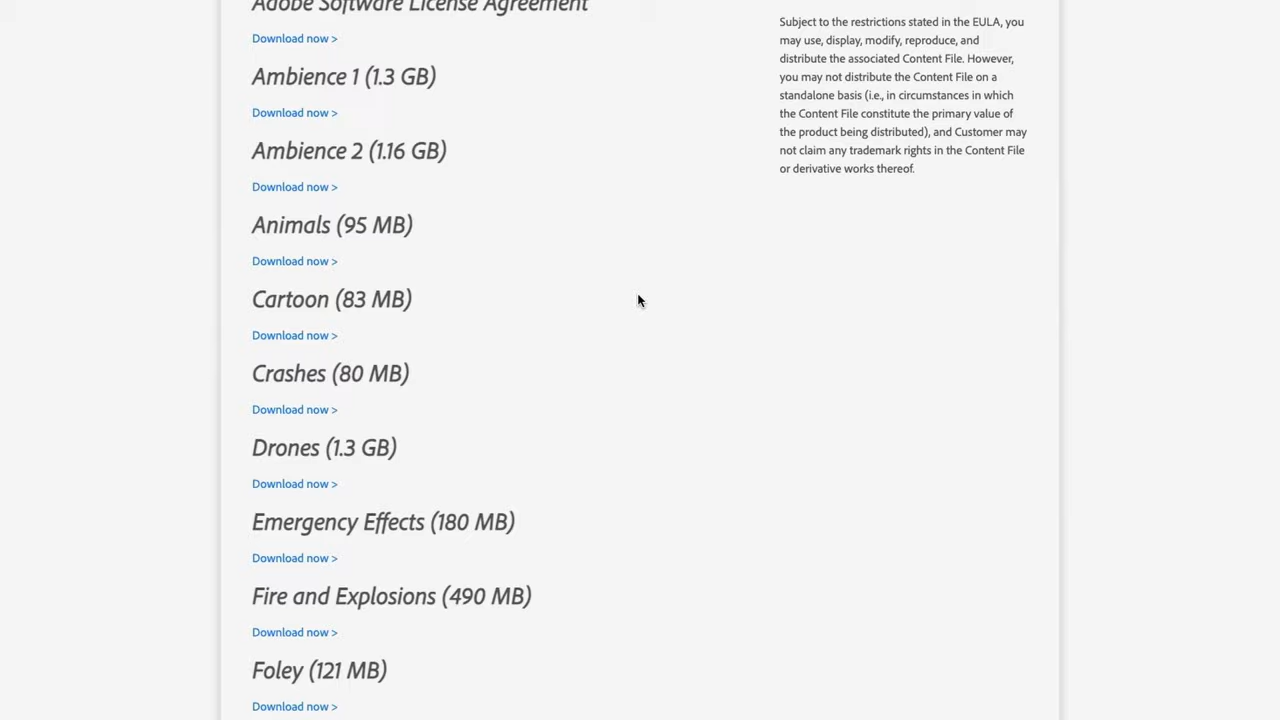 Adobe Software License Agreement
Download now >
Ambience 1 (1.3 GB)
Download now >
Ambience 2 (1.16 GB)
Download now >
Animals (95 MB)
Download now >
Cartoon (83 MB)
Download now >
Crashes (80 MB)
Download now >
Drones (1.3 GB)
Download now >
Emergency Effects (180 MB)
Download now >
Fire and Explosions (490 MB)
Download now >
Foley (121 MB)
Download now >
Subject to the restrictions stated in the EULA, you
may use, display, modify, reproduce, and
distribute the associated Content File. However,
you may not distribute the Content File on a
standalone basis (i.e., in circumstances in which
the Content File constitute the primary value of
the product being distributed), and Customer may
not claim any trademark rights in the Content File
or derivative works thereof.